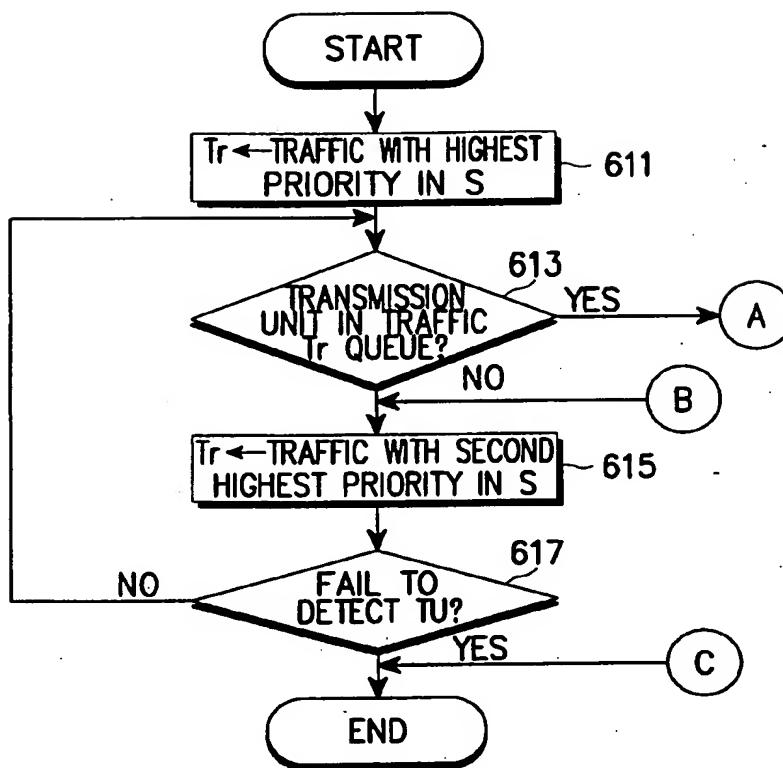 START
Tr ← TRAFFIC WITH HIGHEST
PRIORITY IN S
611
613
TRANSMISSION
UNIT IN TRAFFIC
Tr QUEUE?
YES
A
NO
B
Tr ← TRAFFIC WITH SECOND
HIGHEST PRIORITY IN S
615
617
NO
FAIL TO
DETECT TU?
YES
C
END